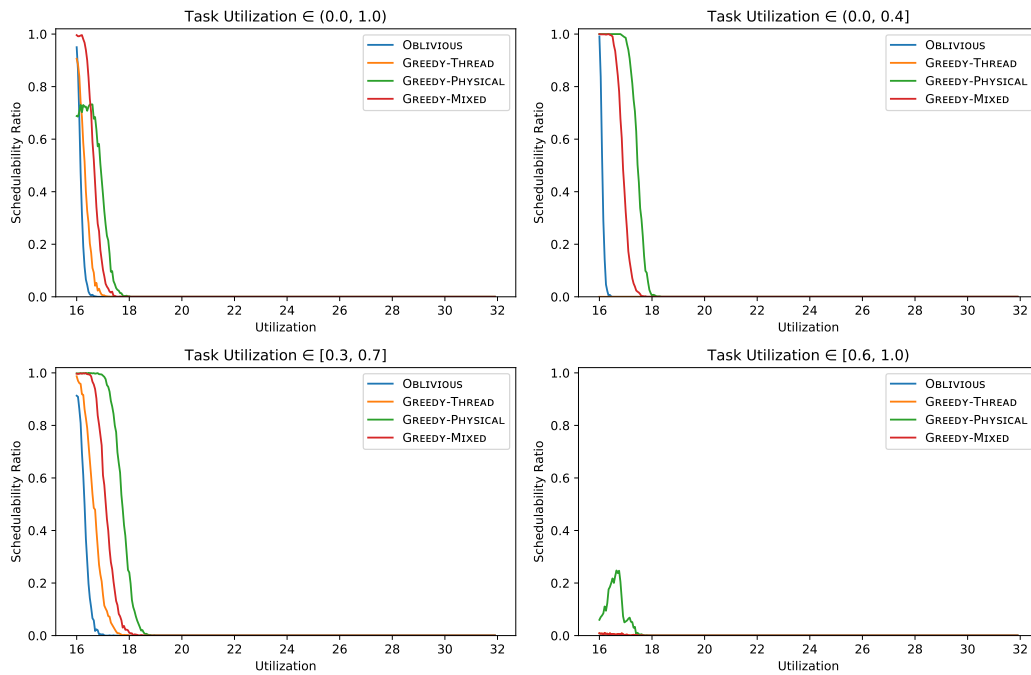 Task Utilization ∈ (0.0, 1.0)
1.0
0.8
0.6
0.4
0.2
0.0
Schedulability Ratio
Oblivious
Greedy-Thread
Greedy-Physical
Greedy-Mixed
16 18 20 22 24 26 28 30 32
Utilization
Task Utilization ∈ (0.0, 0.4]
1.0
0.8
0.6
0.4
0.2
0.0
Schedulability Ratio
Oblivious
Greedy-Thread
Greedy-Physical
Greedy-Mixed
16 18 20 22 24 26 28 30 32
Utilization
Task Utilization ∈ [0.3, 0.7]
1.0
0.8
0.6
0.4
0.2
0.0
Schedulability Ratio
Oblivious
Greedy-Thread
Greedy-Physical
Greedy-Mixed
16 18 20 22 24 26 28 30 32
Utilization
Task Utilization ∈ [0.6, 1.0)
1.0
0.8
0.6
0.4
0.2
0.0
Schedulability Ratio
Oblivious
Greedy-Thread
Greedy-Physical
Greedy-Mixed
16 18 20 22 24 26 28 30 32
Utilization